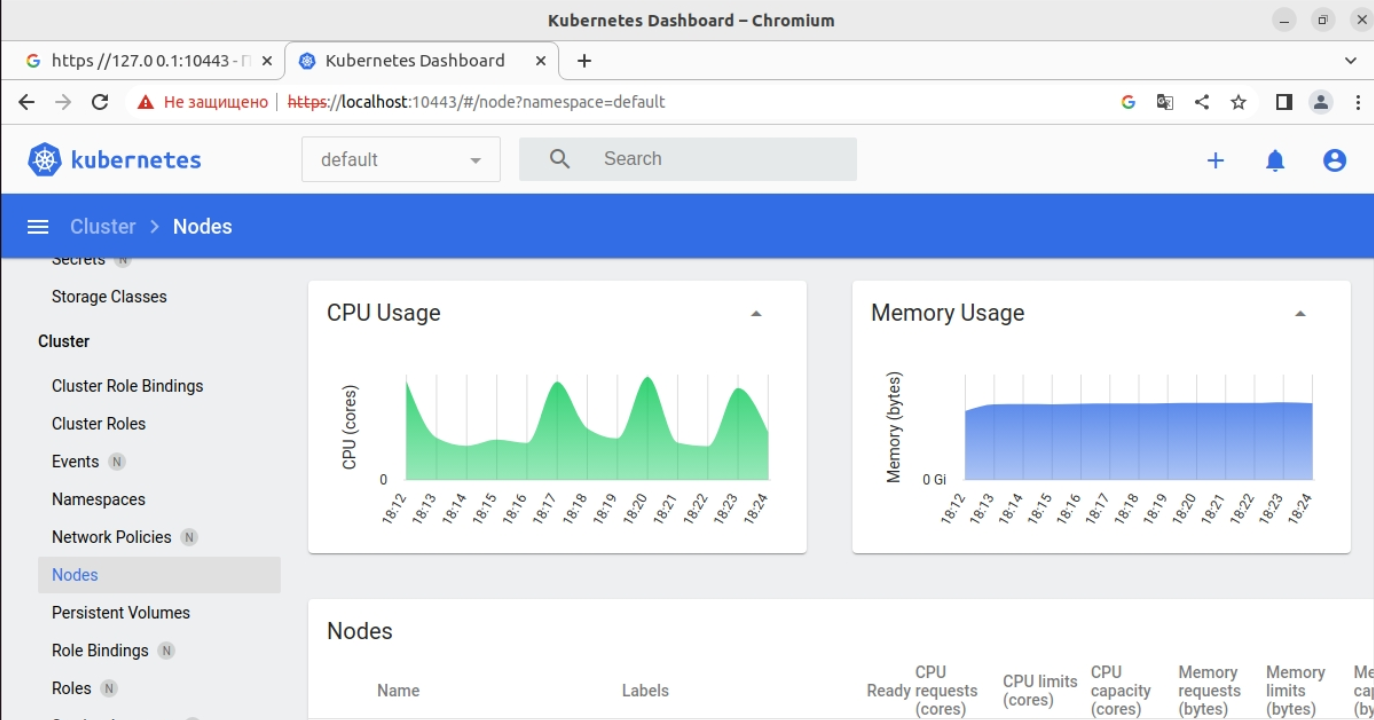 Kubernetes Dashboard – Chromium
https //127.0 0.1:10443 - П
Kubernetes Dashboard
Не защищено https://localhost:10443/#/node?namespace=default
kubernetes
default
Search
Cluster > Nodes
Secrets N
Storage Classes
Cluster
Cluster Role Bindings
Cluster Roles
Events N
Namespaces
Network Policies N
Nodes
Persistent Volumes
Role Bindings N
Roles N
CPU Usage
CPU (cores)
0
18:12 18:13 18:14 18:15 18:16 18:17 18:18 18:19 18:20 18:21 18:22 18:23 18:24
Memory Usage
Memory (bytes)
0 Gi
18:12 18:13 18:14 18:15 18:16 18:17 18:18 18:19 18:20 18:21 18:22 18:23 18:24
Nodes
Name
Labels
Ready
CPU
requests
(cores)
CPU limits
(cores)
CPU
capacity
(cores)
Memory
requests
(bytes)
Memory
limits
(bytes)